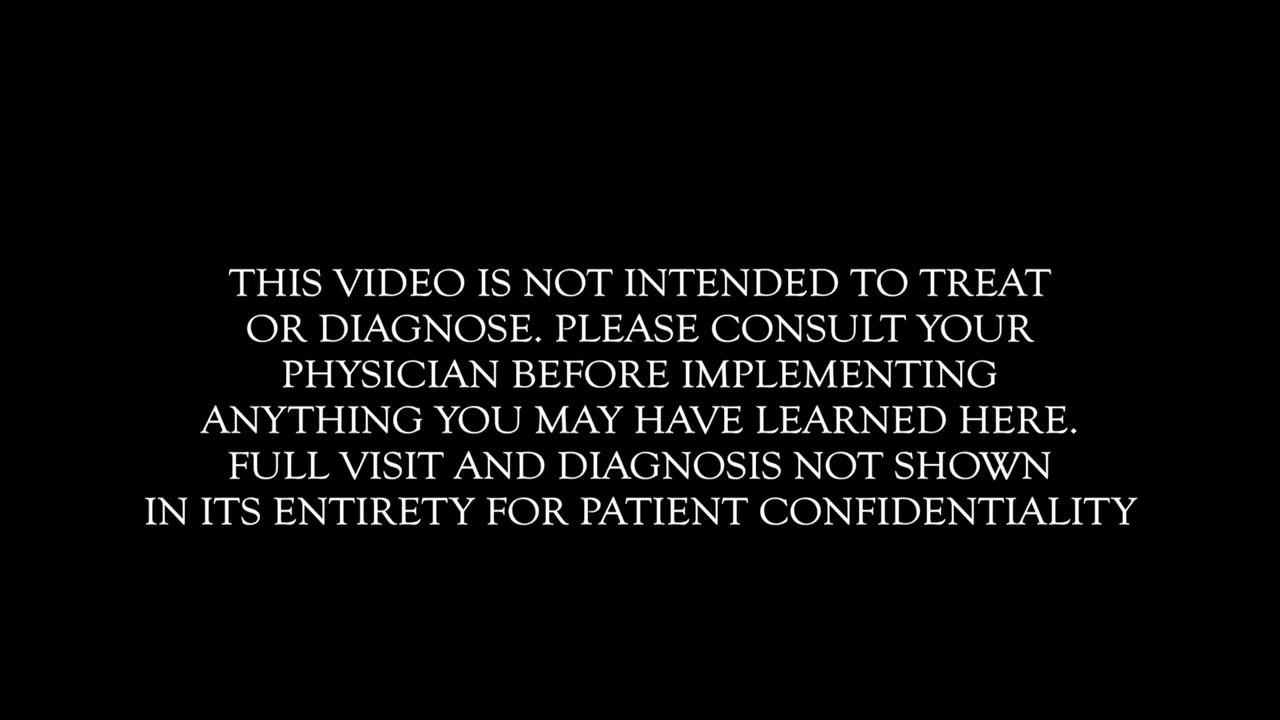 THIS VIDEO IS NOT INTENDED TO TREAT
OR DIAGNOSE. PLEASE CONSULT YOUR
PHYSICIAN BEFORE IMPLEMENTING
ANYTHING YOU MAY HAVE LEARNED HERE.
FULL VISIT AND DIAGNOSIS NOT SHOWN
IN ITS ENTIRETY FOR PATIENT CONFIDENTIALITY